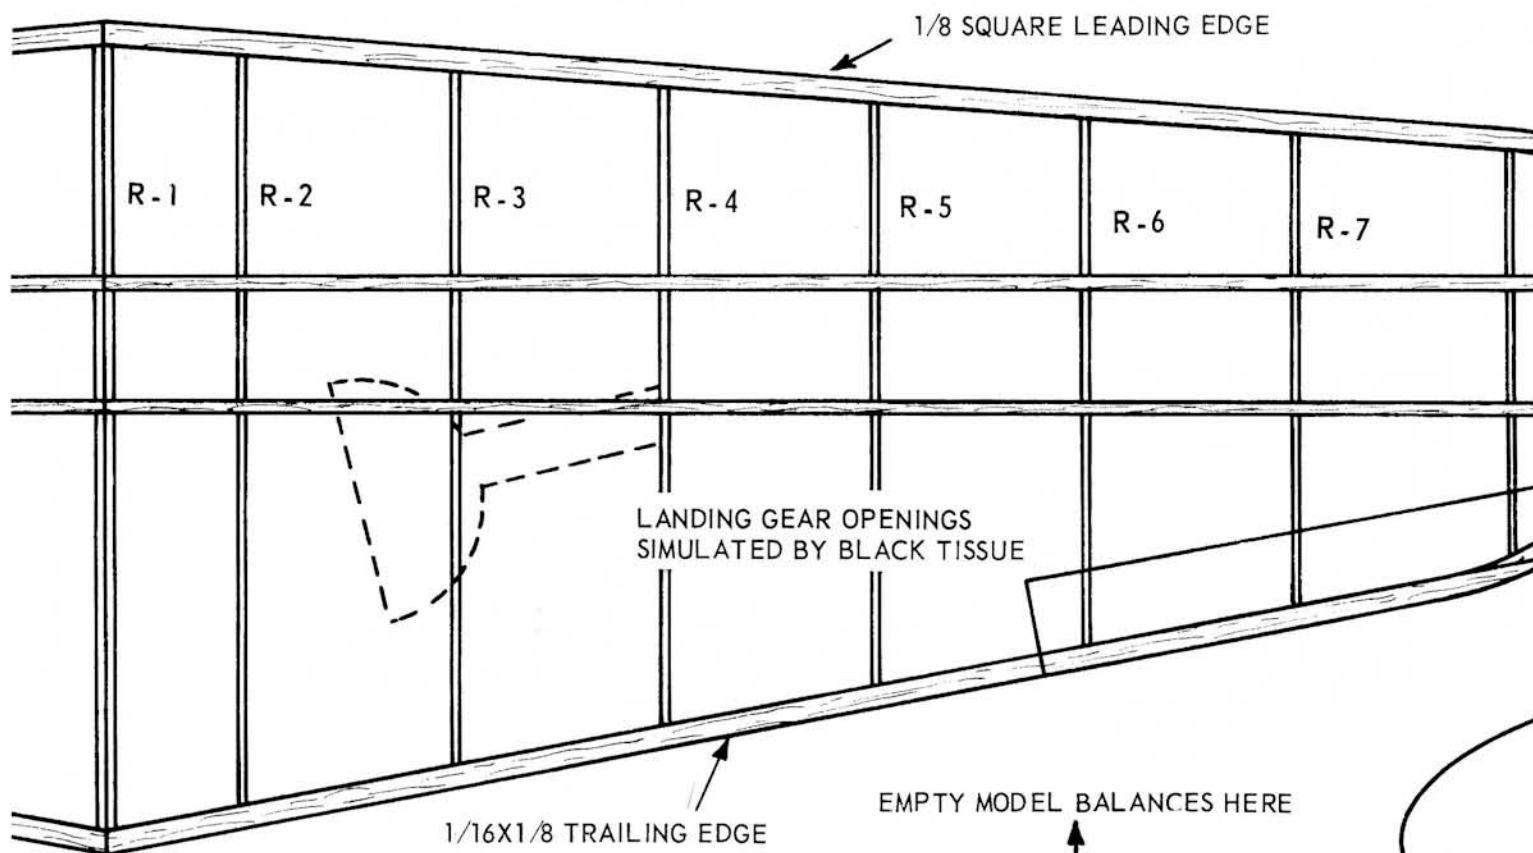 1/8 SQUARE LEADING EDGE
R-1
R-2
R-3
R-4
R-5
R-6
R-7
LANDING GEAR OPENINGS
SIMULATED BY BLACK TISSUE
EMPTY MODEL BALANCES HERE
1/16X1/8 TRAILING EDGE